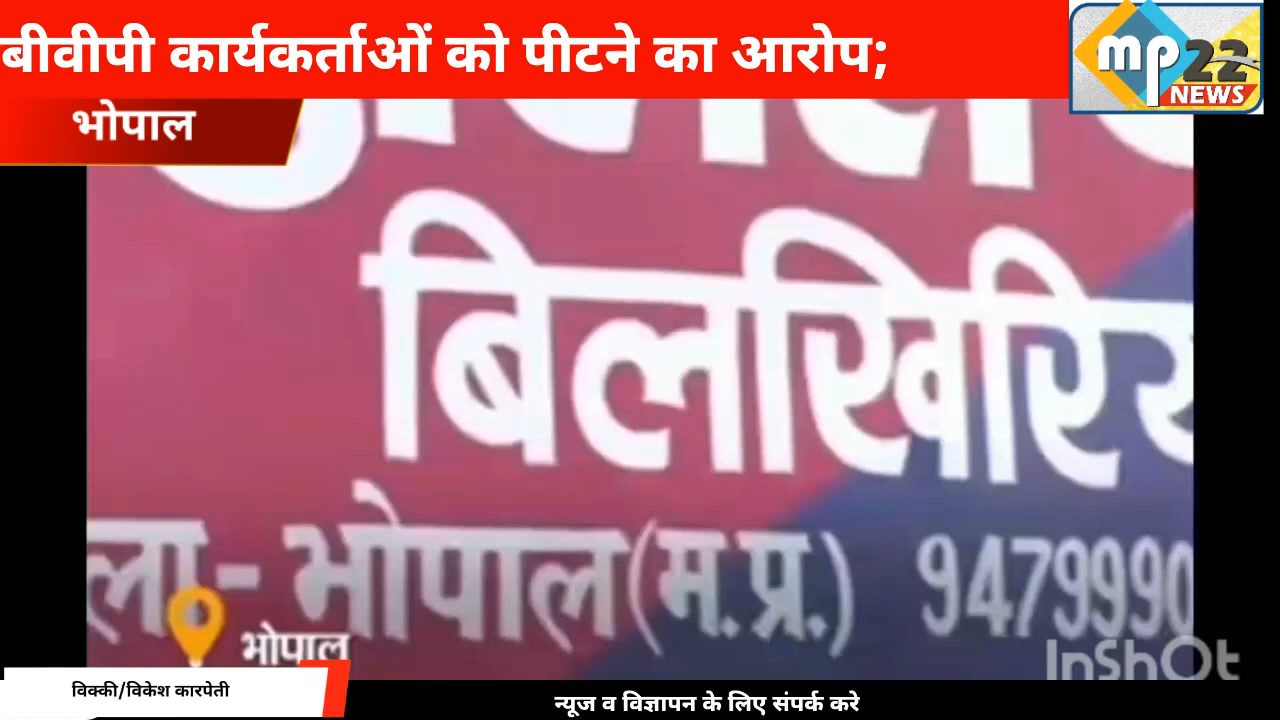 बीवीपी कार्यकर्ताओं को पीटने का आरोप;
mp22
NEWS
भोपाल
बिलखिरिय
ला-भोपाल(म.प्र.) 9479990
भोपाल
InShOt
विक्की/विकेश कारपेती
न्यूज व विज्ञापन के लिए संपर्क करे